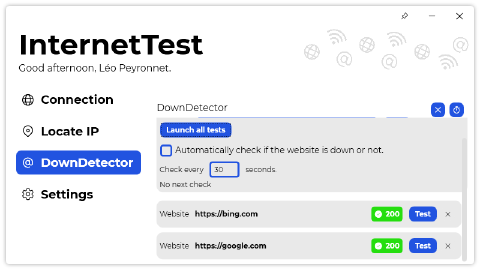 InternetTest
Good afternoon, Léo Peyronnet.
Connection
Locate IP
DownDetector
Settings
DownDetector
Launch all tests
Automatically check if the website is down or not.
Check every 30 seconds.
No next check
Website https://bing.com 200 Test
Website https://google.com 200 Test